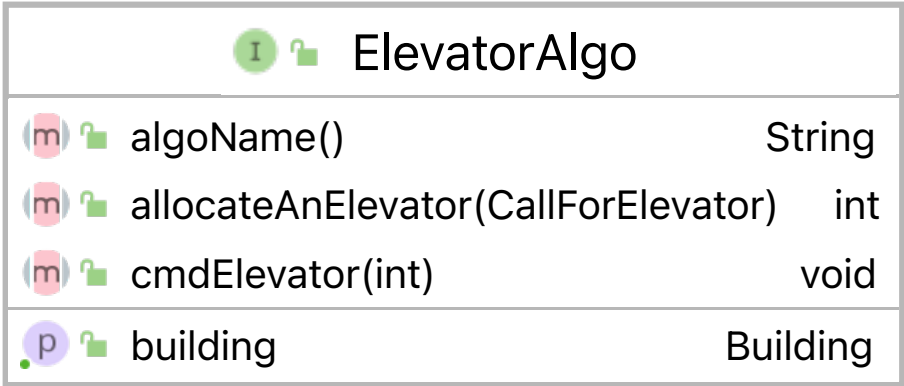 I ElevatorAlgo
m algoName() String
m allocateAnElevator(CallForElevator) int
m cmdElevator(int) void
p building Building